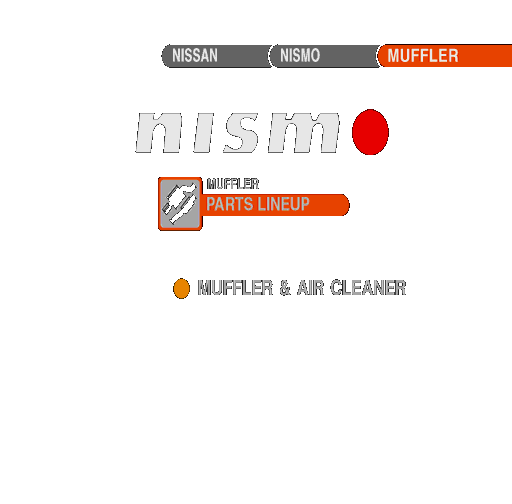 NISSAN NISMO MUFFLER
nismo
MUFFLER
PARTS LINEUP
MUFFLER & AIR CLEANER